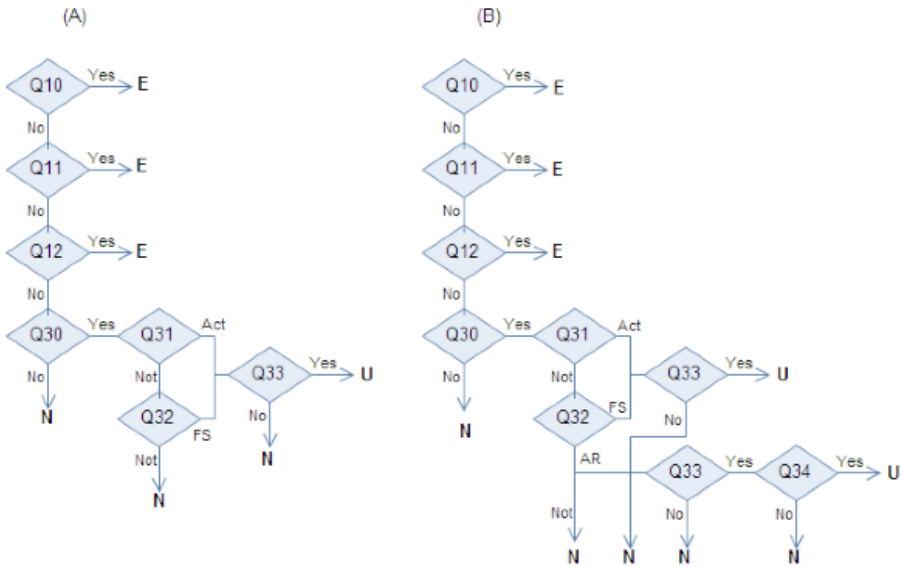 (A) (B)
Q10 Yes E Q10 Yes E
No No
Q11 Yes E Q11 Yes E
No No
Q12 Yes E Q12 Yes E
No No
Q30 Yes Q31 Act Q30 Yes Q31 Act
Q33 Yes U Q33 Yes U
No Not No Not
N Q32 FS No N Q32 FS No
Not N AR Q33 Yes Q34 Yes U
N Not No No
N N N N